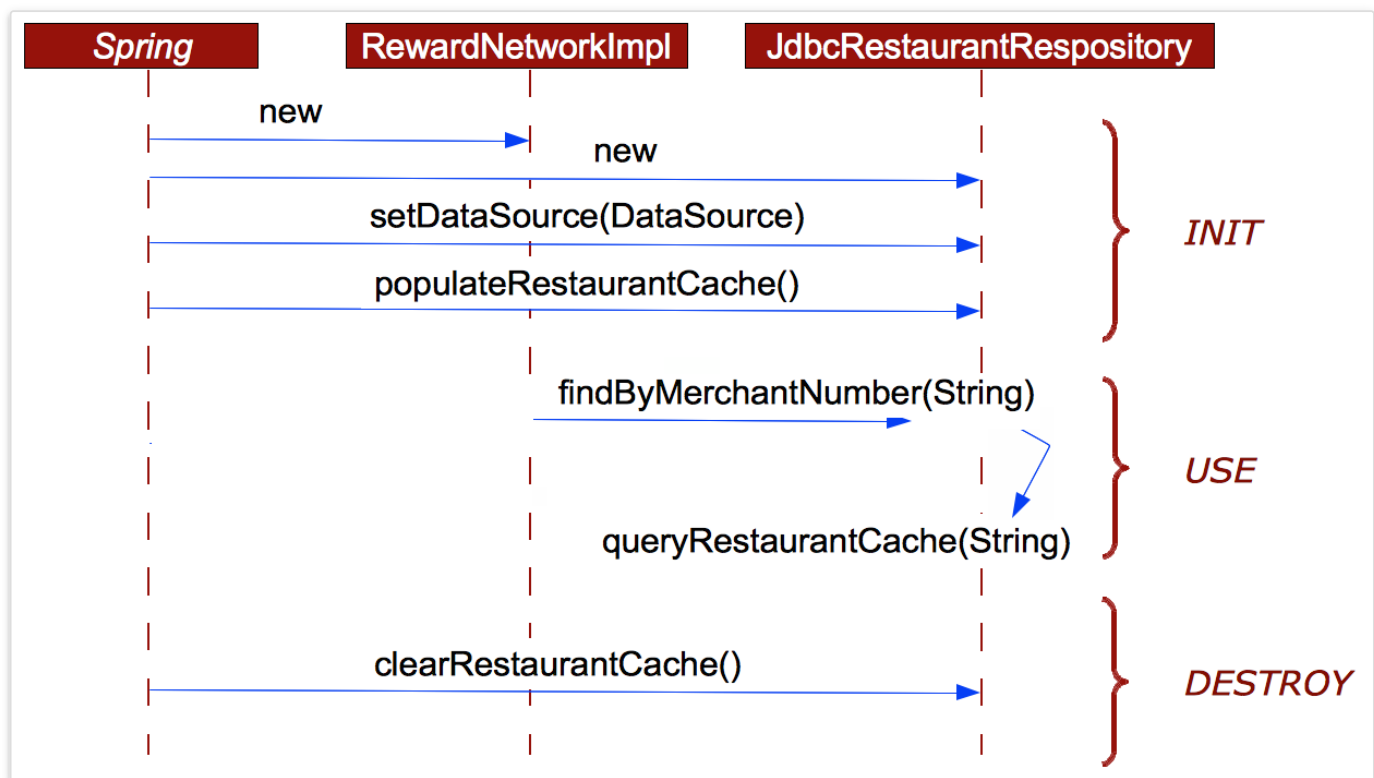 Spring
RewardNetworkImpl
JdbcRestaurantRespository
new
new
setDataSource(DataSource)
populateRestaurantCache()
INIT
findByMerchantNumber(String)
USE
queryRestaurantCache(String)
clearRestaurantCache()
DESTROY